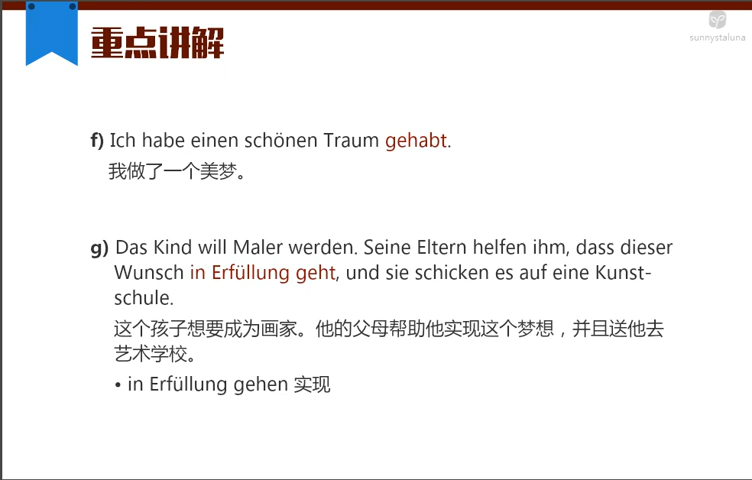 重点讲解
sunnystaluna
f) Ich habe einen schönen Traum gehabt.
我做了一个美梦。
g) Das Kind will Maler werden. Seine Eltern helfen ihm, dass dieser
Wunsch in Erfüllung geht, und sie schicken es auf eine Kunst-
schule.
这个孩子想要成为画家。他的父母帮助他实现这个梦想，并且送他去
艺术学校。
• in Erfüllung gehen 实现